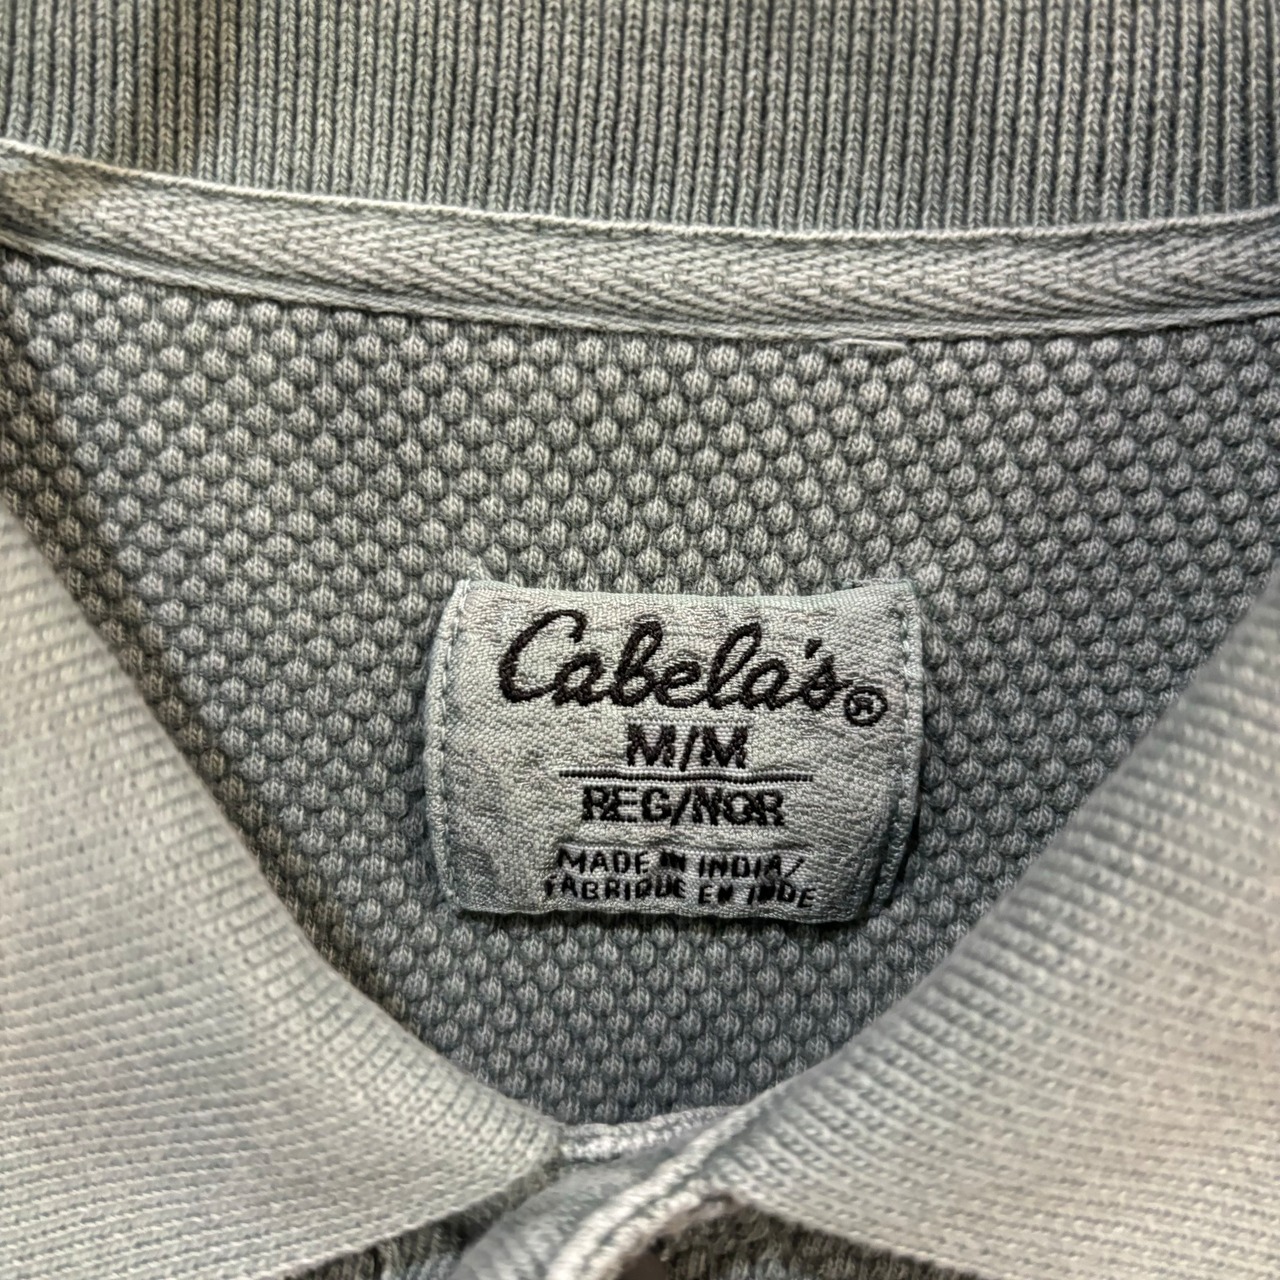 Cabela's®
M/M
REG/NOR
MADE IN INDIA/
FABRIQUE EN INDE